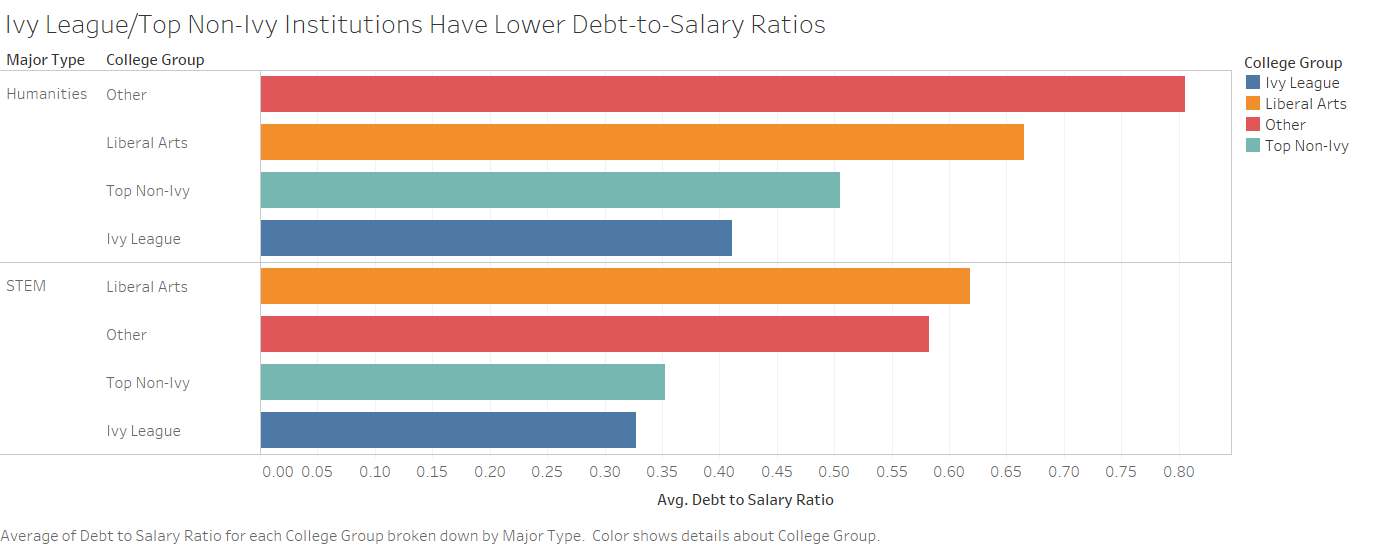 Ivy League/Top Non-Ivy Institutions Have Lower Debt-to-Salary Ratios
Major Type College Group
Humanities Other
Liberal Arts
Top Non-Ivy
Ivy League
STEM Liberal Arts
Other
Top Non-Ivy
Ivy League
0.00 0.05 0.10 0.15 0.20 0.25 0.30 0.35 0.40 0.45 0.50 0.55 0.60 0.65 0.70 0.75 0.80
Avg. Debt to Salary Ratio
College Group
Ivy League
Liberal Arts
Other
Top Non-Ivy
Average of Debt to Salary Ratio for each College Group broken down by Major Type. Color shows details about College Group.